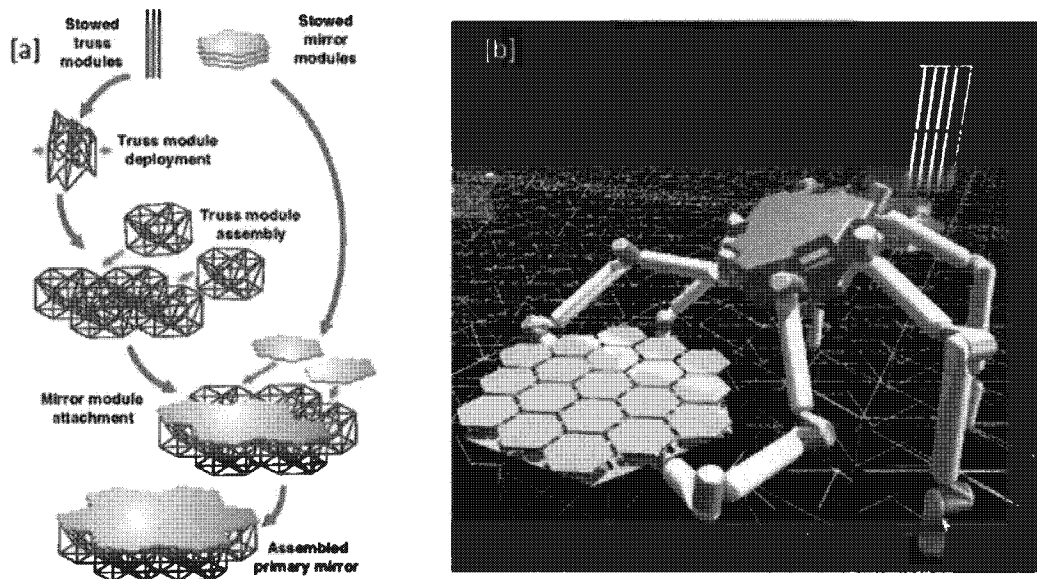 [a]
Stowed
truss
modules
Stowed
mirror
modules
Truss module
deployment
Truss module
assembly
Mirror module
attachment
Assembled
primary mirror
[b]